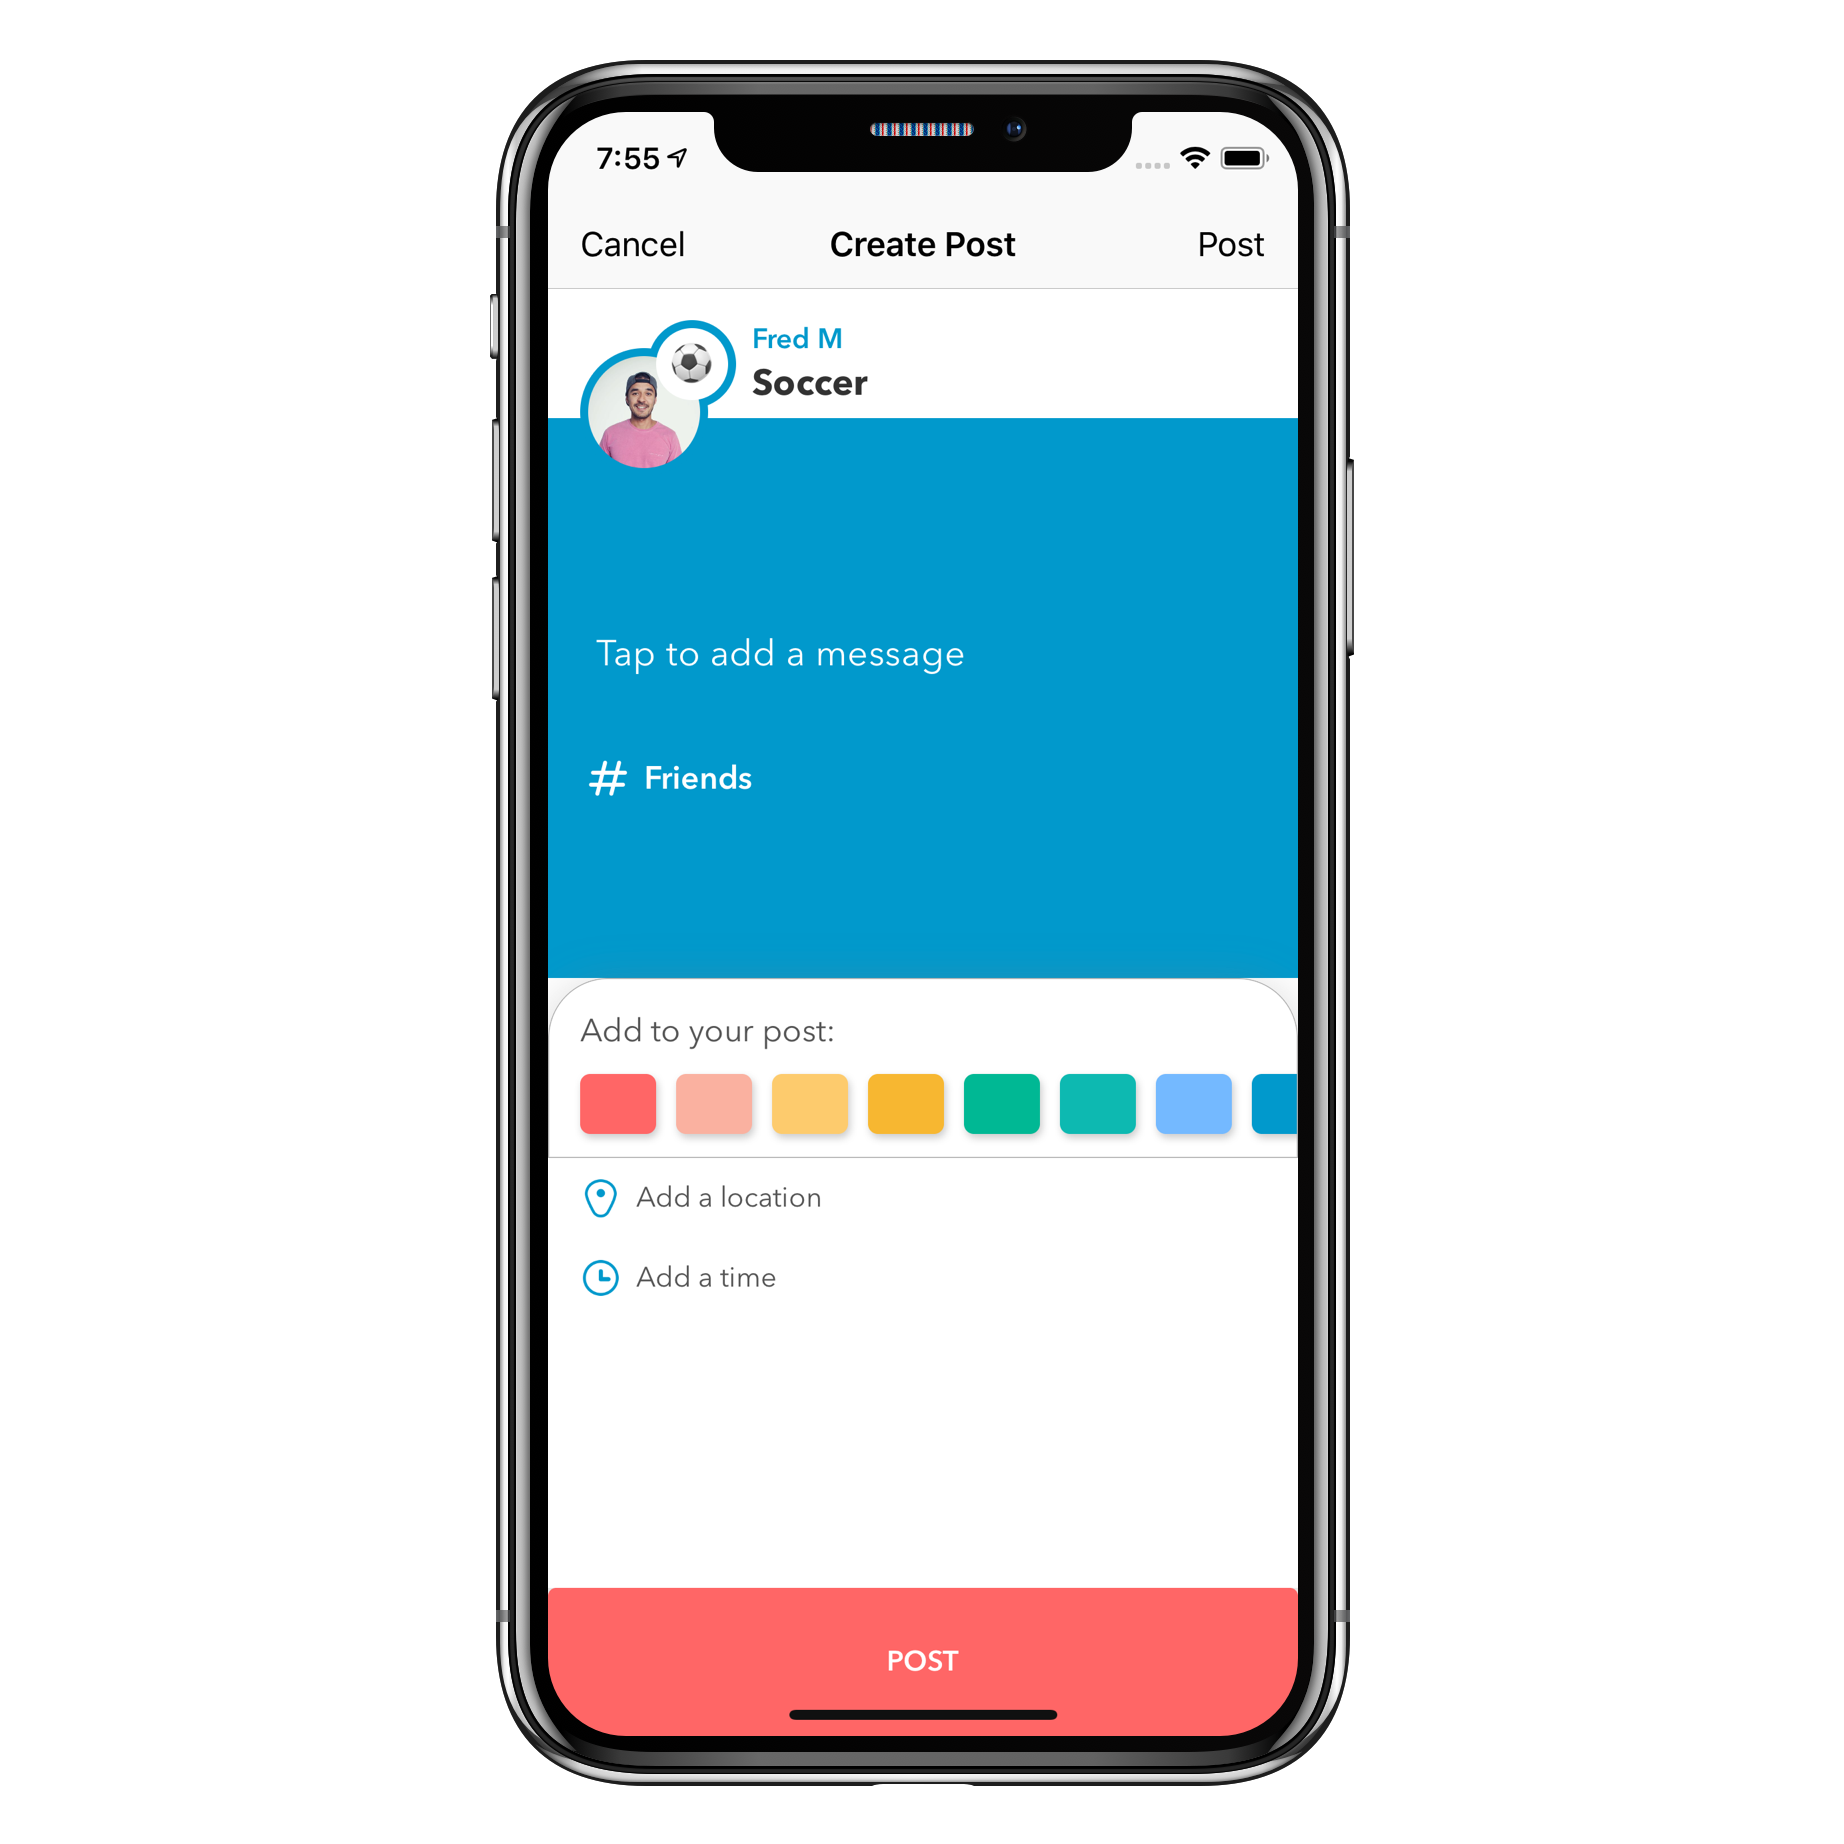 7:55
Cancel Create Post Post
Fred M
Soccer
Tap to add a message
# Friends
Add to your post:
Add a location
Add a time
POST